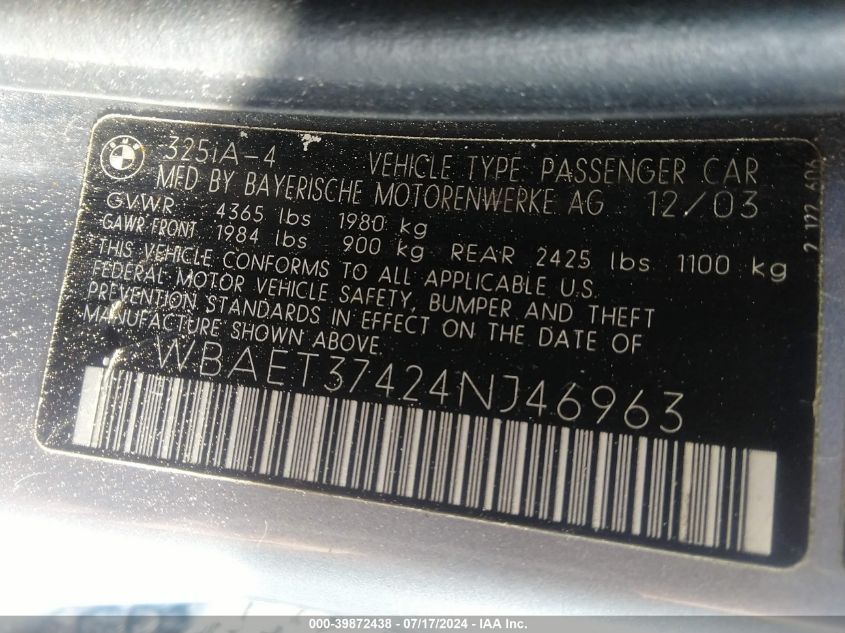 325iA-4 VEHICLE TYPE: PASSENGER CAR
MFD BY BAYERISCHE MOTORENWERKE AG 12/03
GVWR 4365 lbs 1980 kg
GAWR FRONT 1984 lbs 900 kg REAR 2425 lbs 1100 kg
THIS VEHICLE CONFORMS TO ALL APPLICABLE U.S.
FEDERAL MOTOR VEHICLE SAFETY, BUMPER AND THEFT
PREVENTION STANDARDS IN EFFECT ON THE DATE OF
MANUFACTURE SHOWN ABOVE.
WBAET37424NJ46963
7 122 606
000-39872438 - 07/17/2024 - IAA Inc.